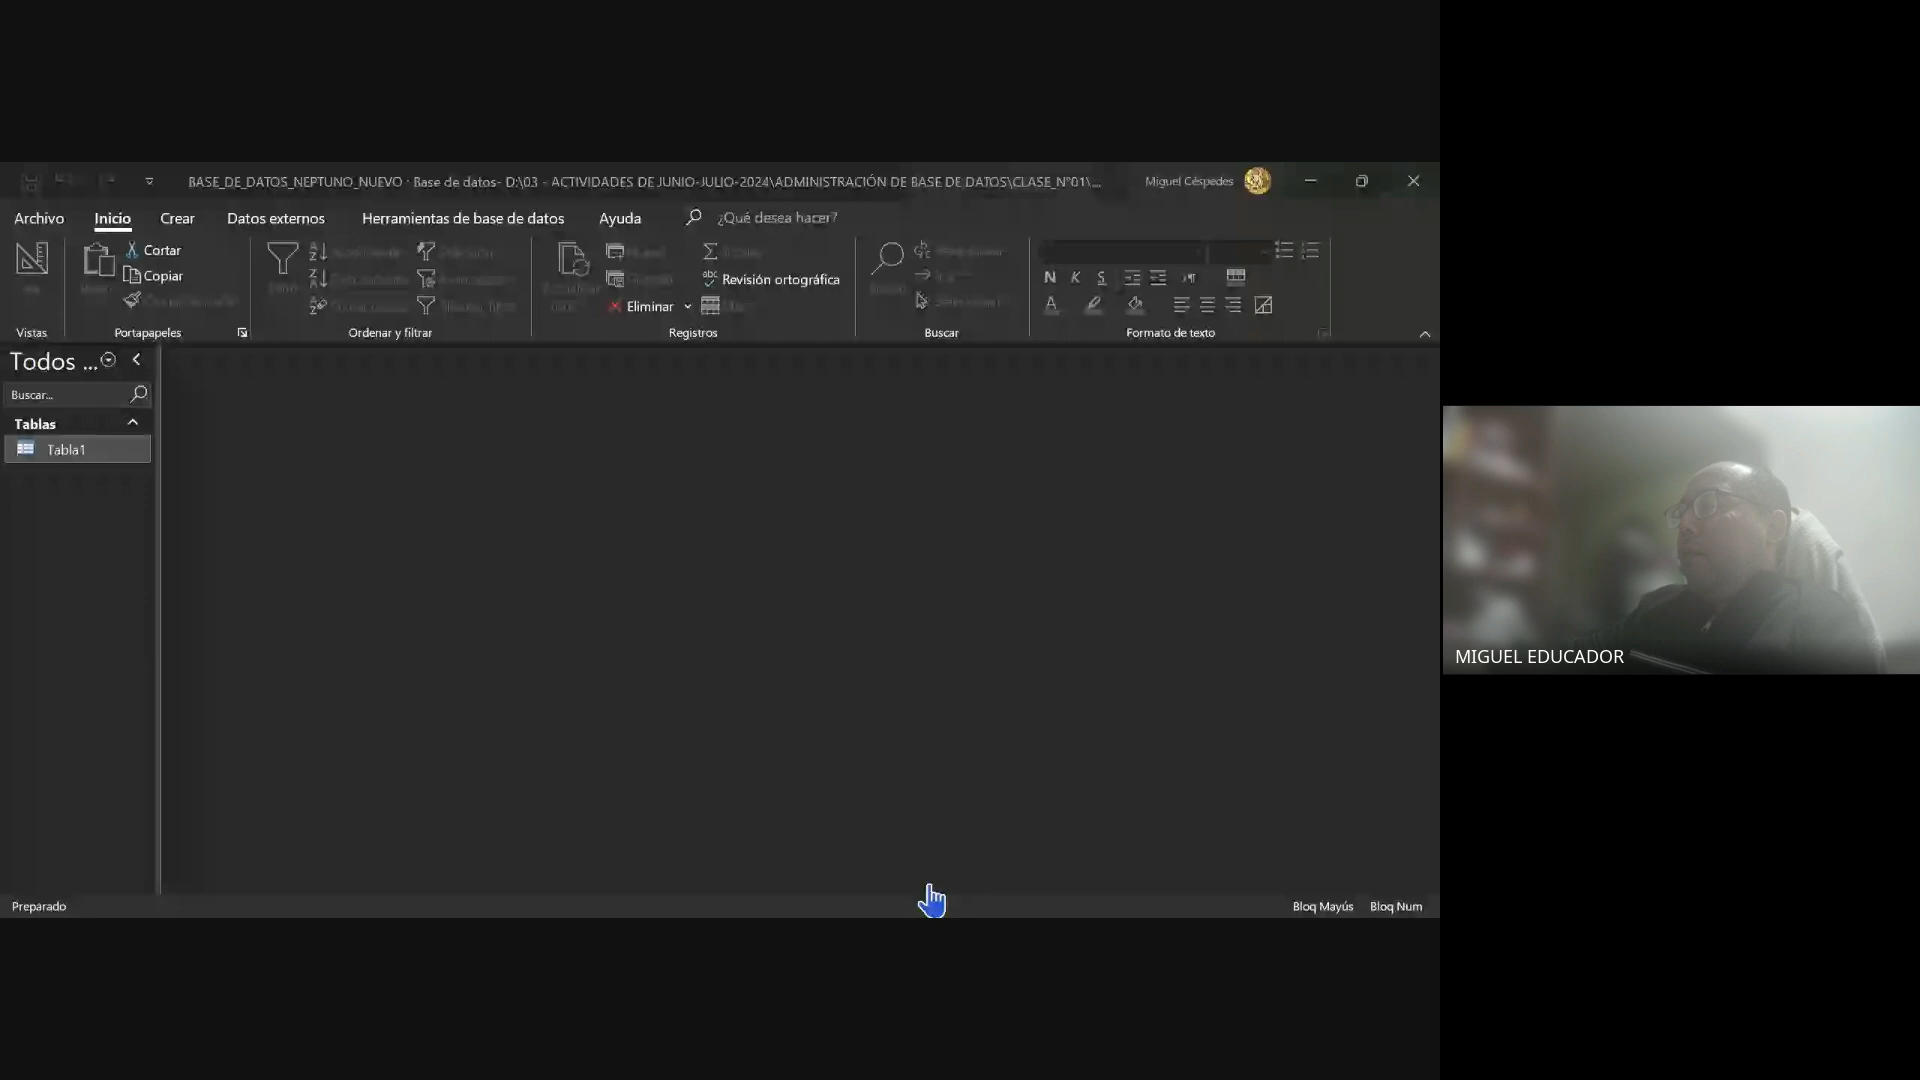 BASE_DE_DATOS_NEPTUNO_NUEVO · Base de datos- D:\03 - ACTIVIDADES DE JUNIO-JULIO-2024\ADMINISTRACIÓN DE BASE DE DATOS\CLASE_N°01\...
Miguel Céspedes
Archivo Inicio Crear Datos externos Herramientas de base de datos Ayuda ¿Qué desea hacer?
Cortar
Copiar
Revisión ortográfica
Eliminar
N K S
Vistas Portapapeles Ordenar y filtrar Registros Buscar Formato de texto
Todos ...
Buscar...
Tablas
Tabla1
MIGUEL EDUCADOR
Preparado Bloq Mayús Bloq Num